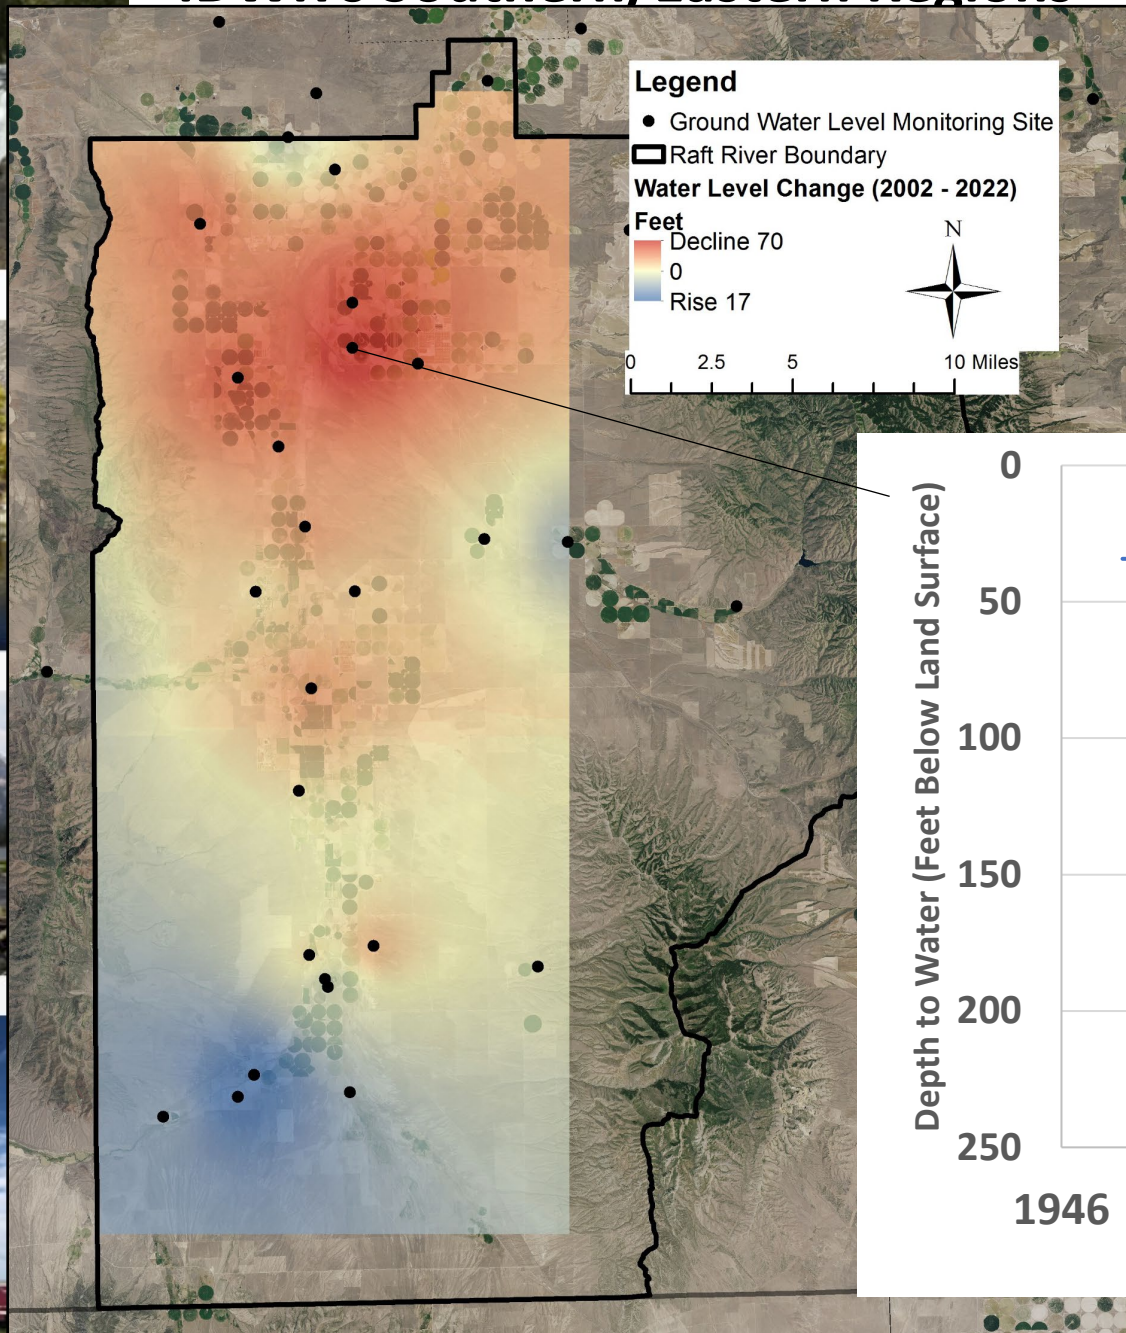 Legend
Ground Water Level Monitoring Site
Raft River Boundary
Water Level Change (2002 - 2022)
Feet
Decline 70
0
Rise 17
N
0 2.5 5 10 Miles
Depth to Water (Feet Below Land Surface)
0
50
100
150
200
250
1946